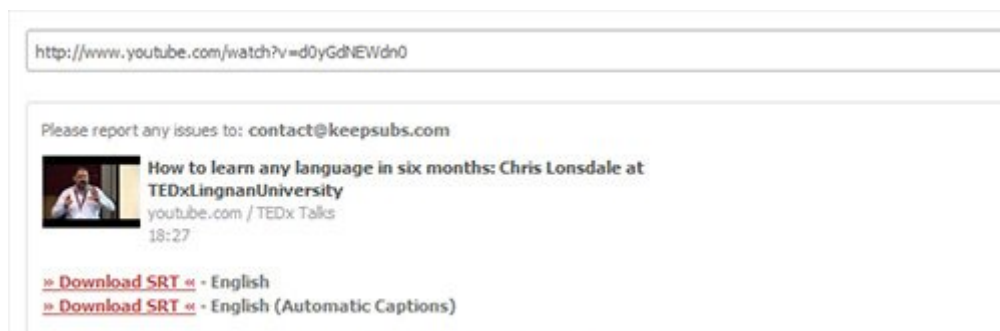 http://www.youtube.com/watch?v=d0yGdNEWdn0
Please report any issues to: contact@keepsubs.com
How to learn any language in six months: Chris Lonsdale at
TEDxLingnanUniversity
youtube.com / TEDx Talks
18:27
» Download SRT « - English
» Download SRT « - English (Automatic Captions)